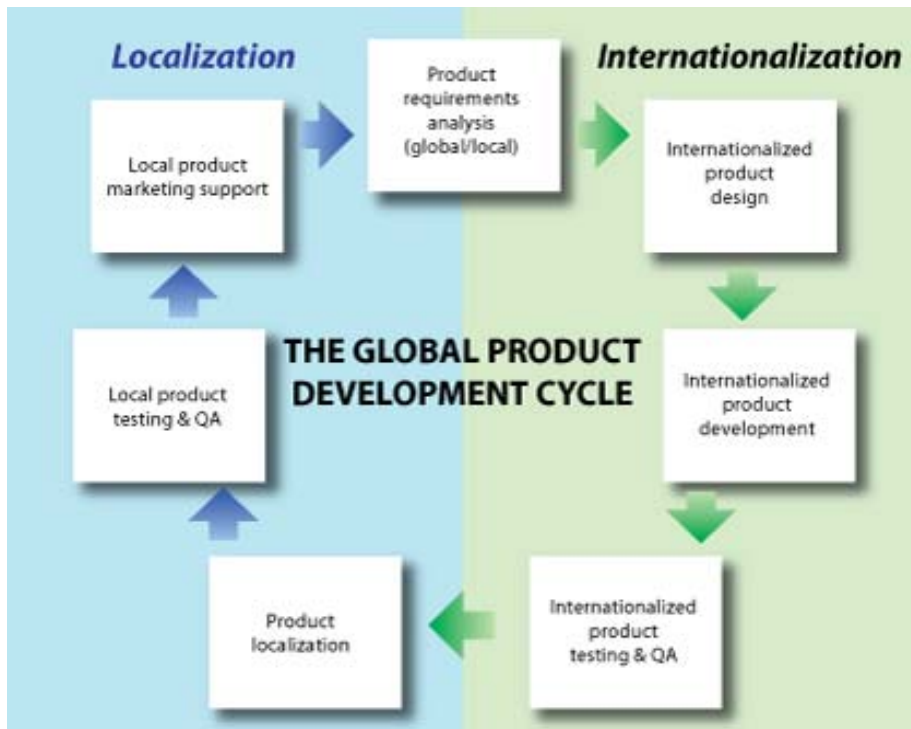 Localization
Internationalization
Product
requirements
analysis
(global/local)
Internationalized
product
design
Internationalized
product
development
Internationalized
product
testing & QA
Product
localization
Local product
testing & QA
Local product
marketing support
THE GLOBAL PRODUCT
DEVELOPMENT CYCLE